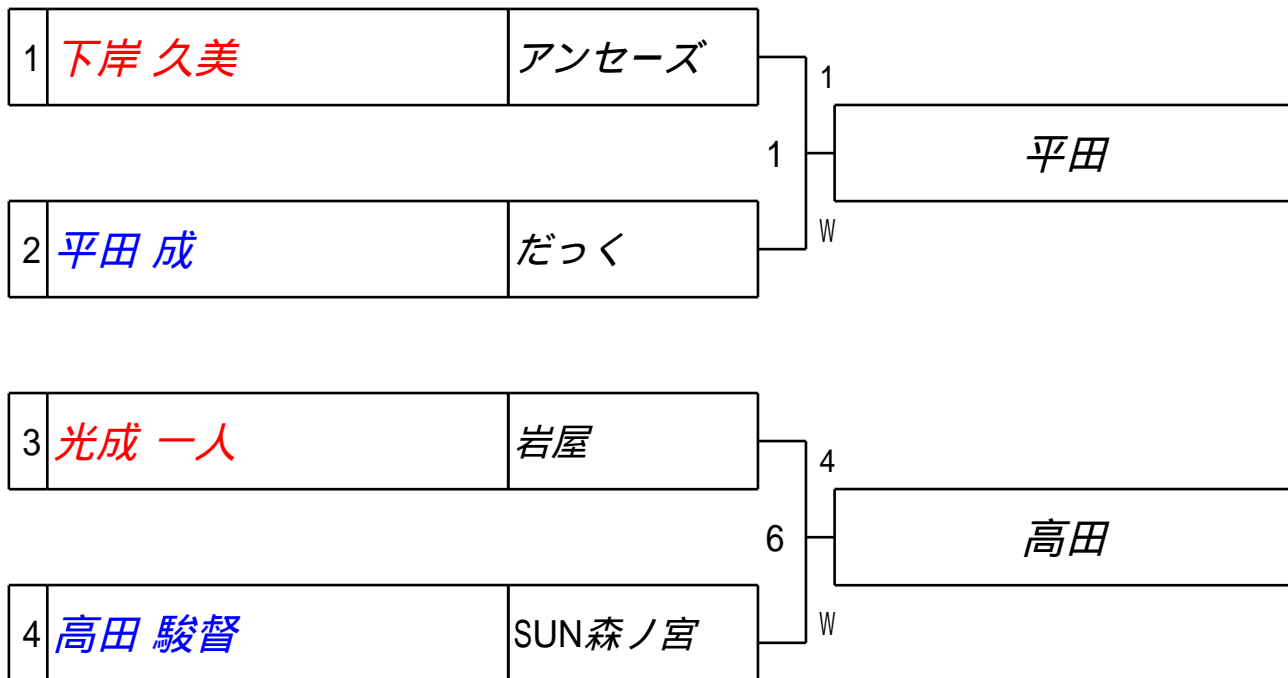 1 下岸 久美 アンセーズ
1
1 平田
2 平田 成 だっく
W
3 光成 一人 岩屋
4
6 高田
4 高田 駿督 SUN森ノ宮
W